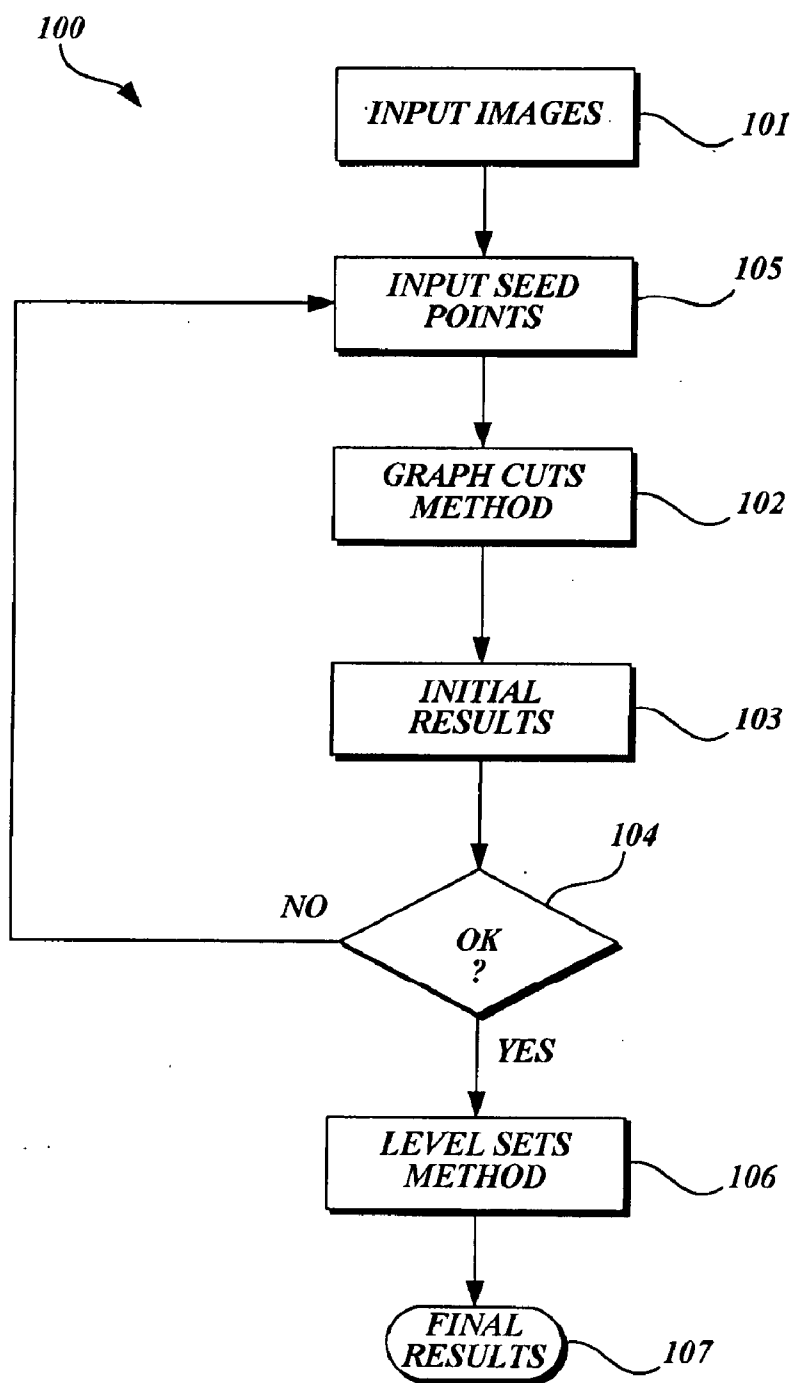 100
INPUT IMAGES
101
INPUT SEED
POINTS
105
GRAPH CUTS
METHOD
102
INITIAL
RESULTS
103
104
NO
OK
?
YES
LEVEL SETS
METHOD
106
FINAL
RESULTS
107